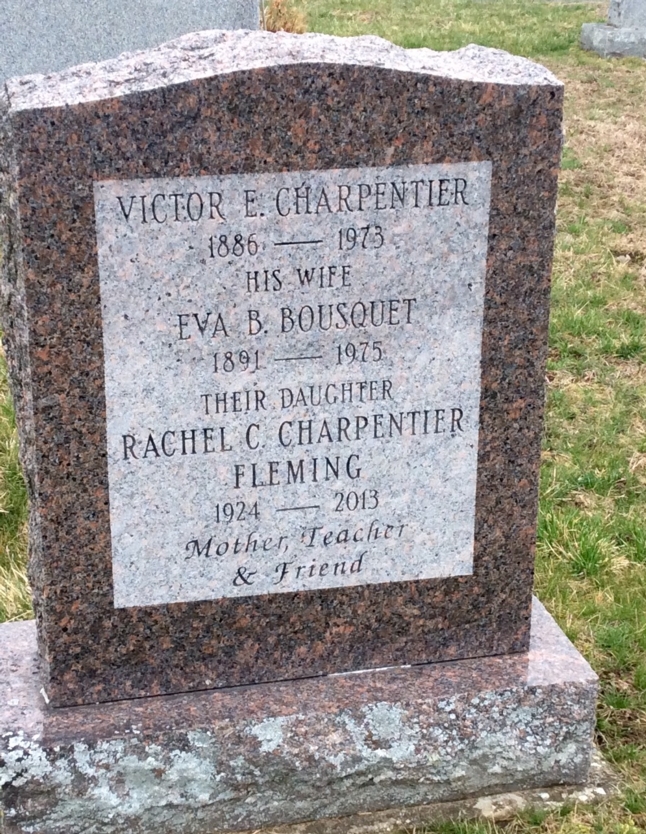 VICTOR E. CHARPENTIER
1886 — 1973
HIS WIFE
EVA B. BOUSQUET
1891 — 1975
THEIR DAUGHTER
RACHEL C. CHARPENTIER
FLEMING
1924 — 2013
Mother, Teacher
& Friend